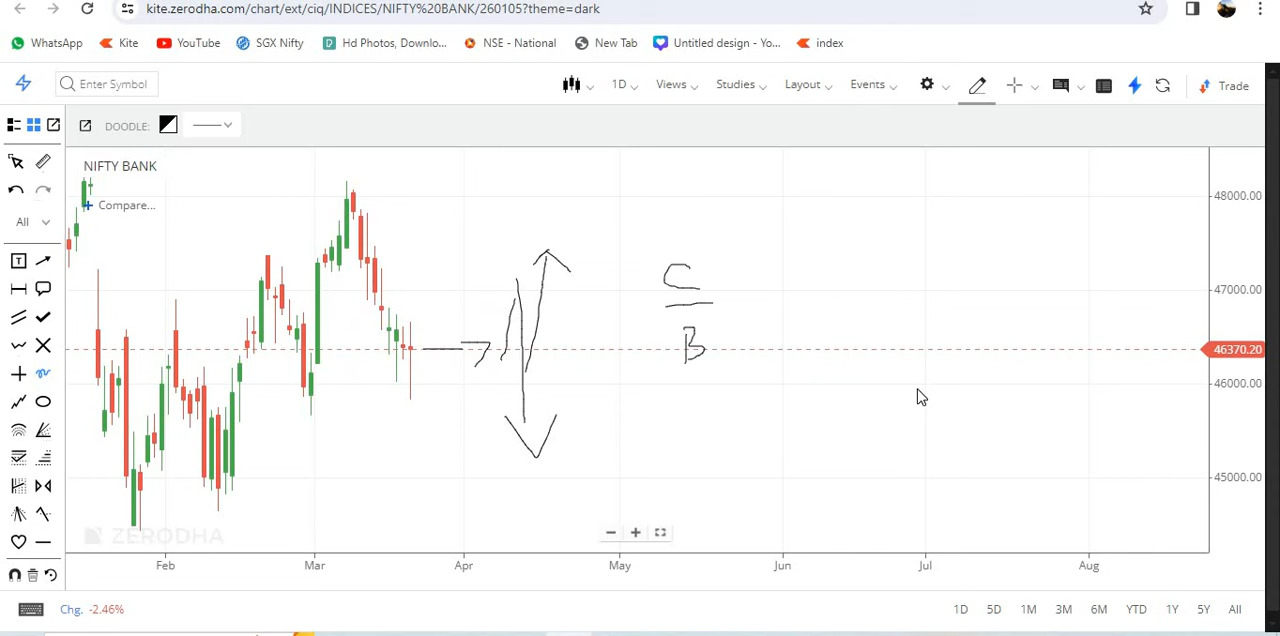 kite.zerodha.com/chart/ext/ciq/INDICES/NIFTY%20BANK/260105?theme=dark
WhatsApp Kite YouTube SGX Nifty Hd Photos, Downlo... NSE - National New Tab Untitled design - Yo... index
Enter Symbol 1D Views Studies Layout Events Trade
DOODLE:
NIFTY BANK
Compare...
All
T
48000.00
47000.00
46370.20
46000.00
45000.00
C
B
ZERODHA
Feb Mar Apr May Jun Jul Aug
Chg. -2.46% 1D 5D 1M 3M 6M YTD 1Y 5Y All